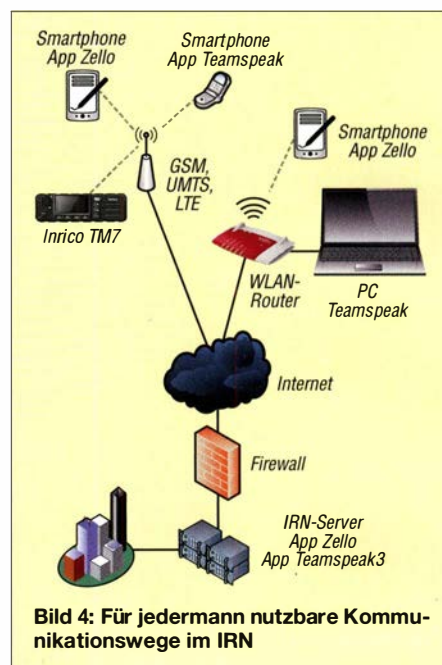 Smartphone
App Zello
Smartphone
App Teamspeak
Smartphone
App Zello
GSM,
UMTS,
LTE
Inrico TM7
WLAN-
Router
PC
Teamspeak
Internet
Firewall
IRN-Server
App Zello
App Teamspeak3
Bild 4: Für jedermann nutzbare Kommu-
nikationswege im IRN